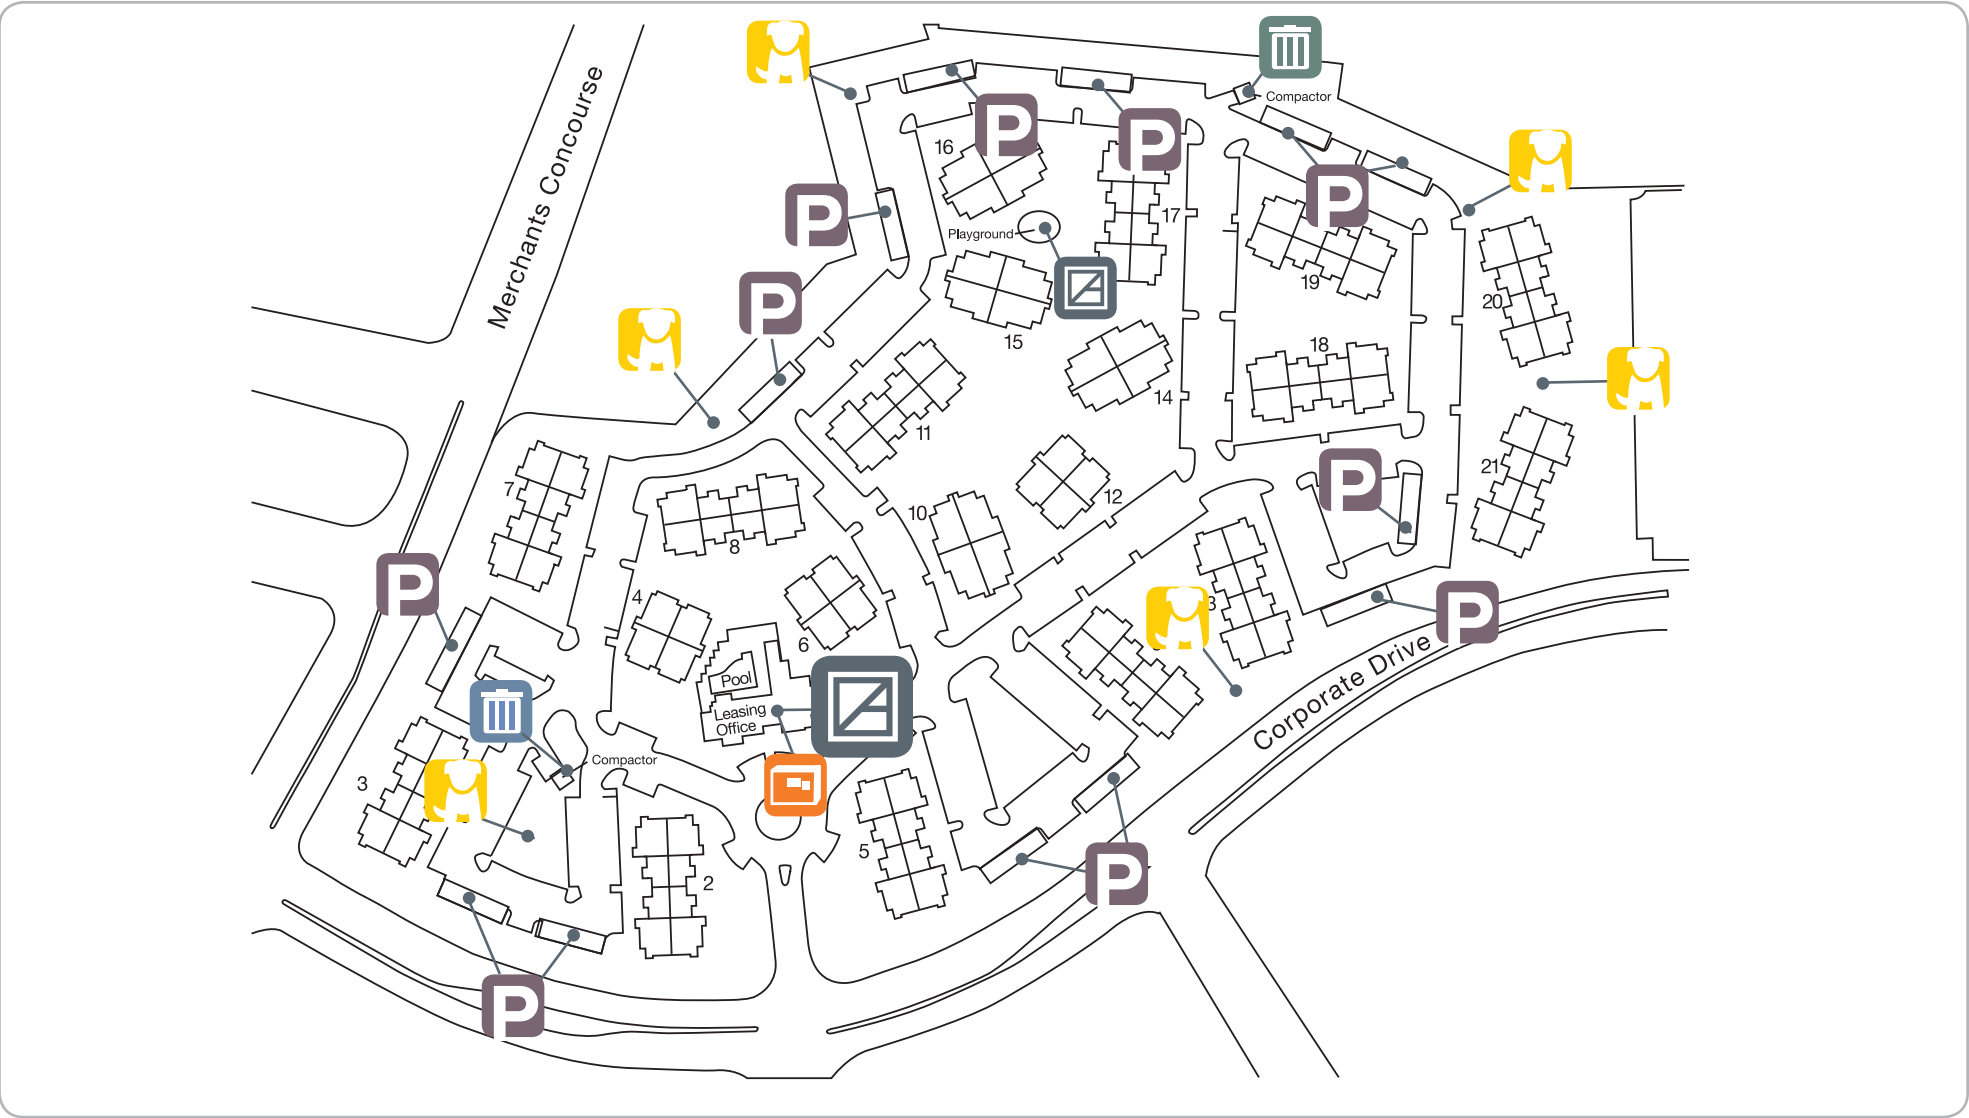 Merchants Concourse
Compactor
16
P
P
P
P
17
Playground
P
19
20
15
18
14
11
P
21
7
12
10
8
P
4
P
6
Pool
Leasing
Office
Corporate Drive
Compactor
3
5
2
P
P